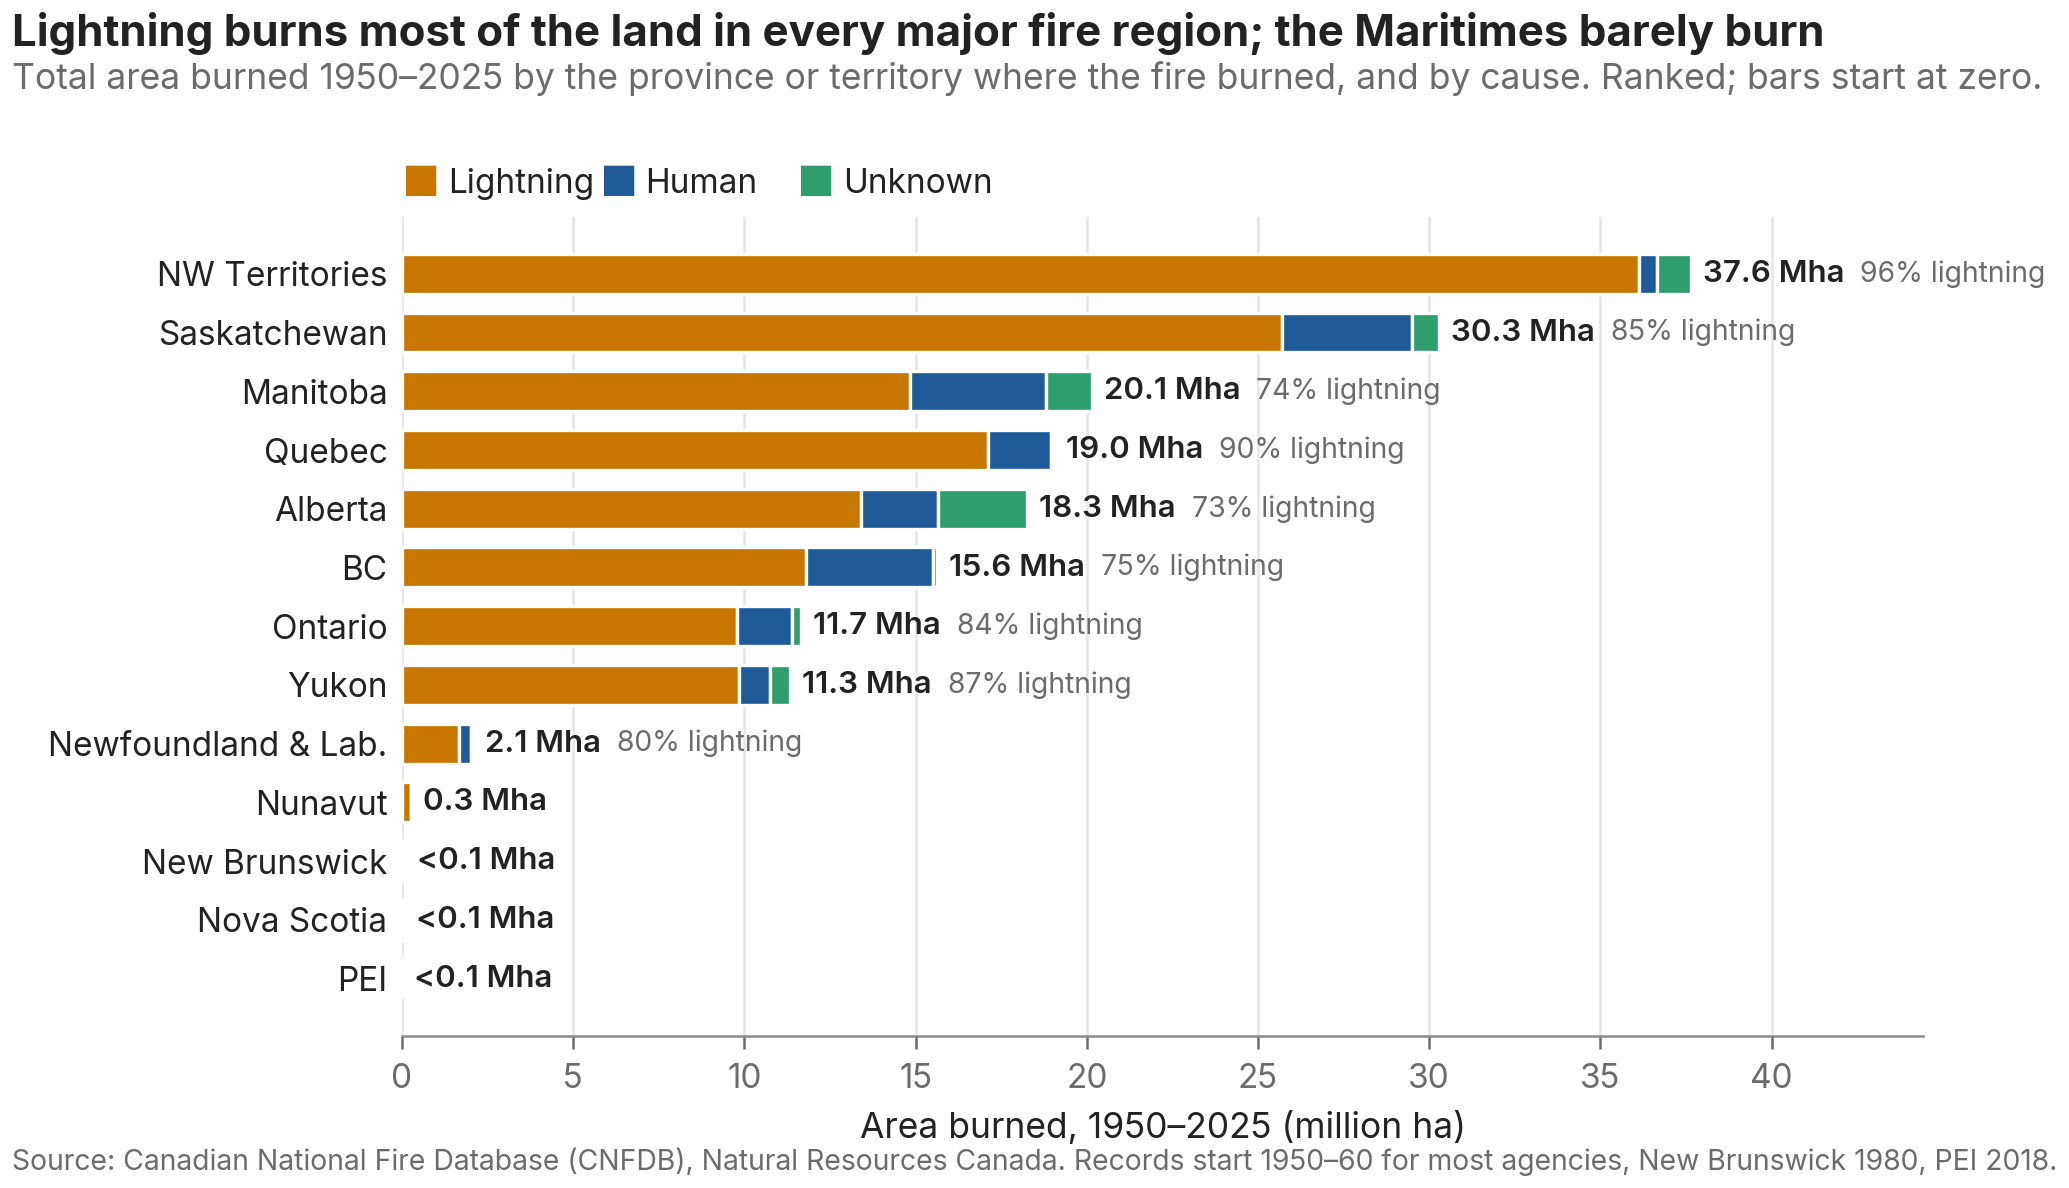 Lightning burns most of the land in every major fire region; the Maritimes barely burn
Total area burned 1950–2025 by the province or territory where the fire burned, and by cause. Ranked; bars start at zero.
Lightning Human Unknown
NW Territories 37.6 Mha 96% lightning
Saskatchewan 30.3 Mha 85% lightning
Manitoba 20.1 Mha 74% lightning
Quebec 19.0 Mha 90% lightning
Alberta 18.3 Mha 73% lightning
BC 15.6 Mha 75% lightning
Ontario 11.7 Mha 84% lightning
Yukon 11.3 Mha 87% lightning
Newfoundland & Lab. 2.1 Mha 80% lightning
Nunavut 0.3 Mha
New Brunswick <0.1 Mha
Nova Scotia <0.1 Mha
PEI <0.1 Mha
0 5 10 15 20 25 30 35 40
Area burned, 1950–2025 (million ha)
Source: Canadian National Fire Database (CNFDB), Natural Resources Canada. Records start 1950–60 for most agencies, New Brunswick 1980, PEI 2018.